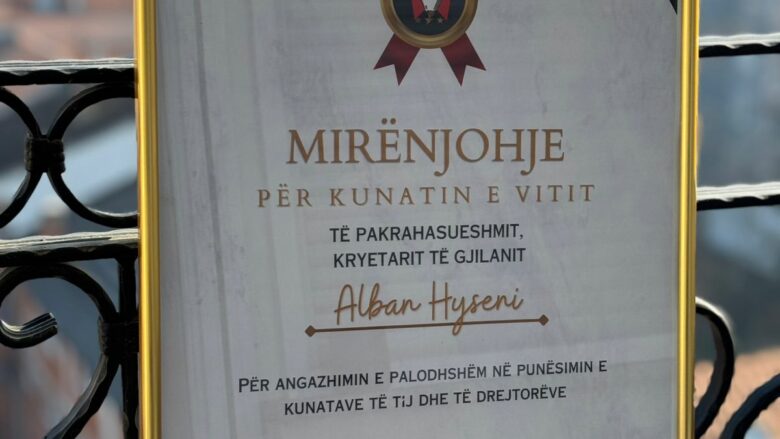 MIRËNJOHJE
PËR KUNATIN E VITIT
TË PAKRAHASUESHMIT,
KRYETARIT TË GJILANIT
Alban Hyseni
PËR ANGAZHIMIN E PALODHSHËM NË PUNËSIMIN E
KUNATAVE TË TIJ DHE TË DREJTORËVE